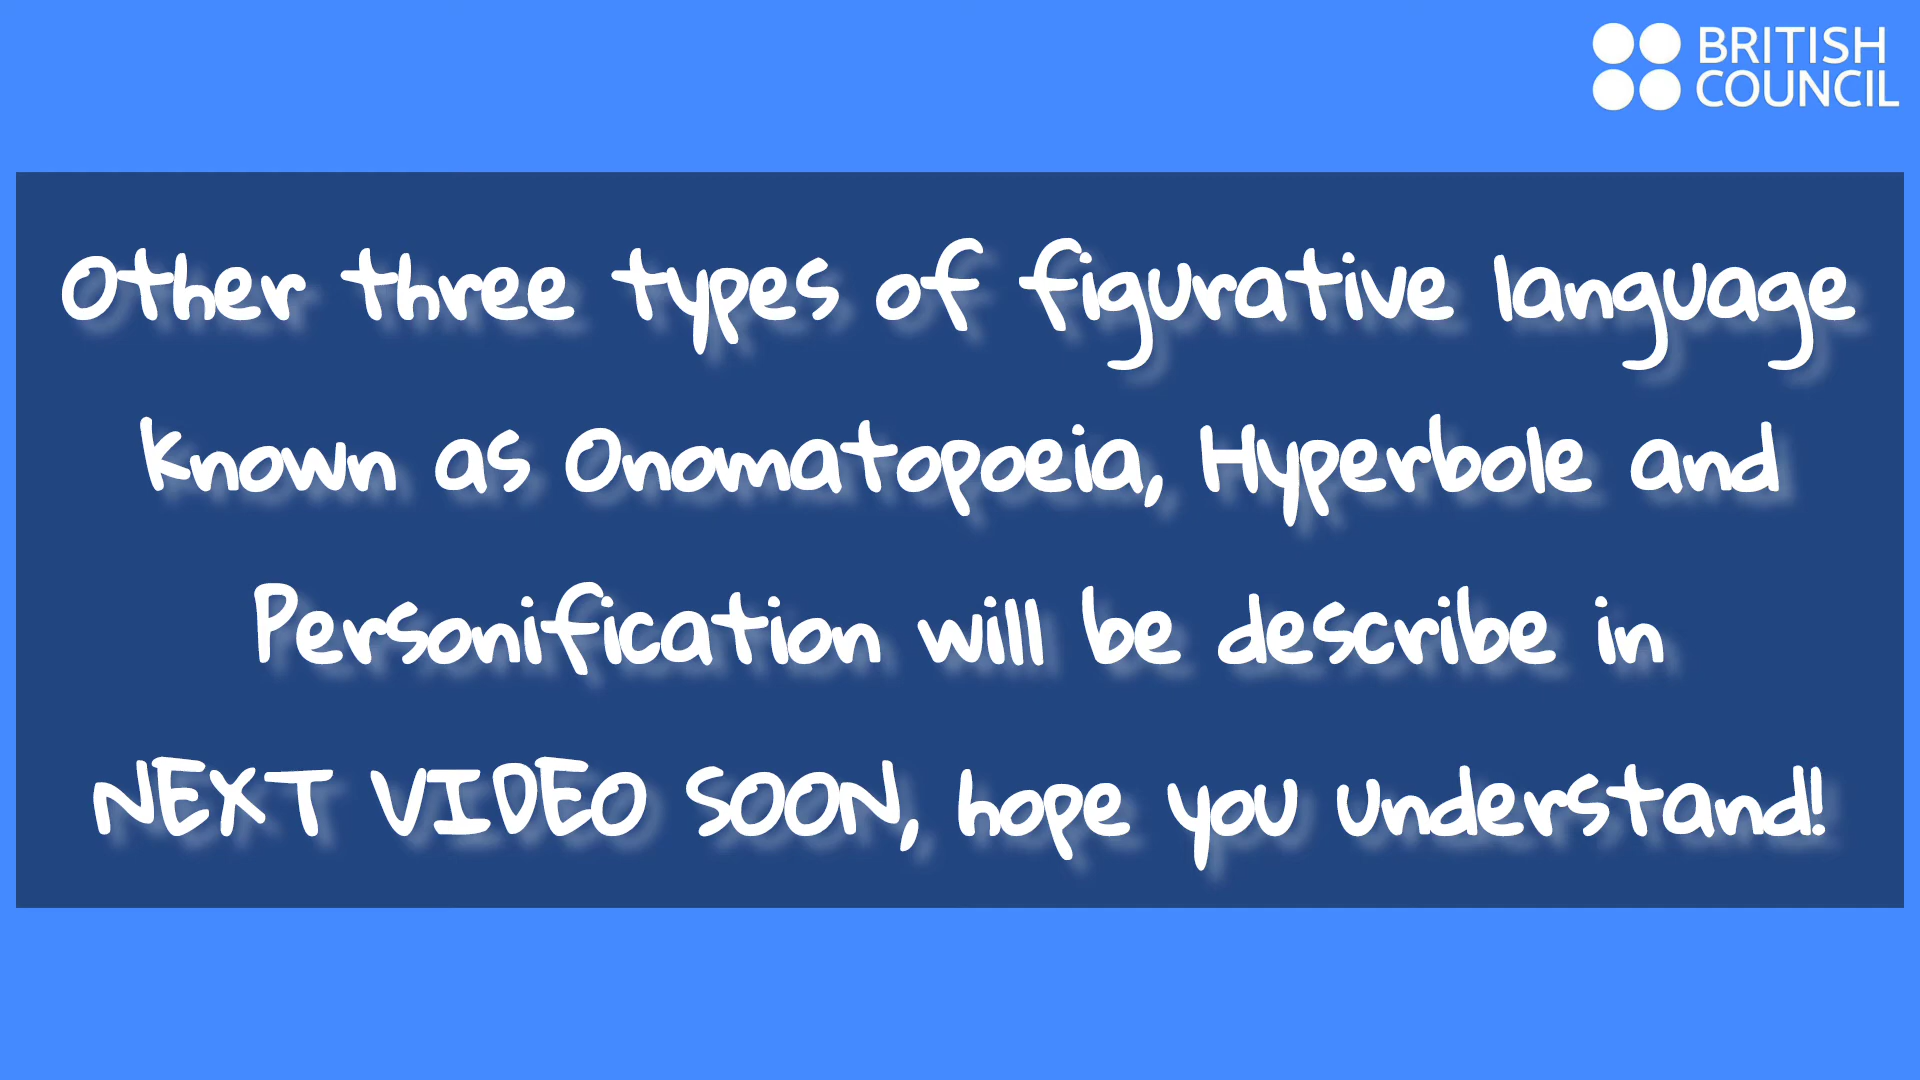 BRITISH
COUNCIL
Other three types of figurative language
known as Onomatopoeia, Hyperbole and
Personification will be describe in
NEXT VIDEO SOON, hope you understand!